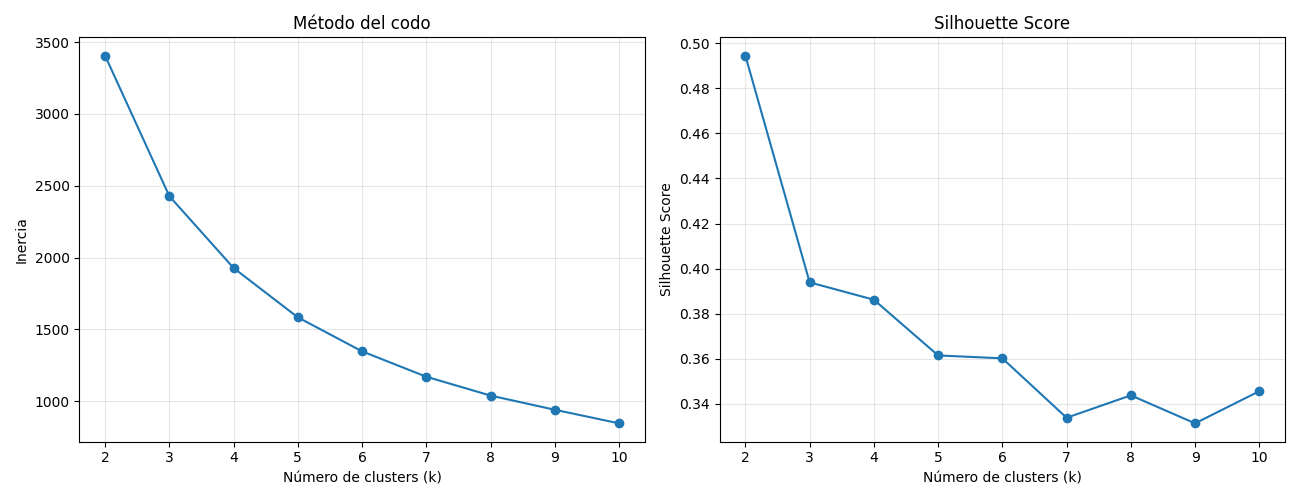 Método del codo
3500
3000
2500
2000
1500
1000
Inercia
2 3 4 5 6 7 8 9 10
Número de clusters (k)
Silhouette Score
0.50
0.48
0.46
0.44
0.42
0.40
0.38
0.36
0.34
Silhouette Score
2 3 4 5 6 7 8 9 10
Número de clusters (k)